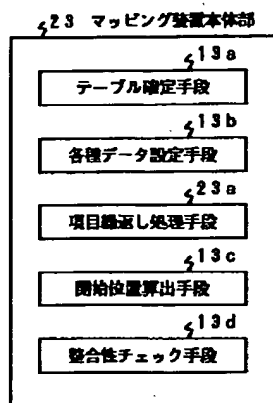 23 マッピング装置本体部
13a
テーブル確定手段
13b
各種データ設定手段
23a
項目繰返し処理手段
13c
開始位置算出手段
13d
整合性チェック手段